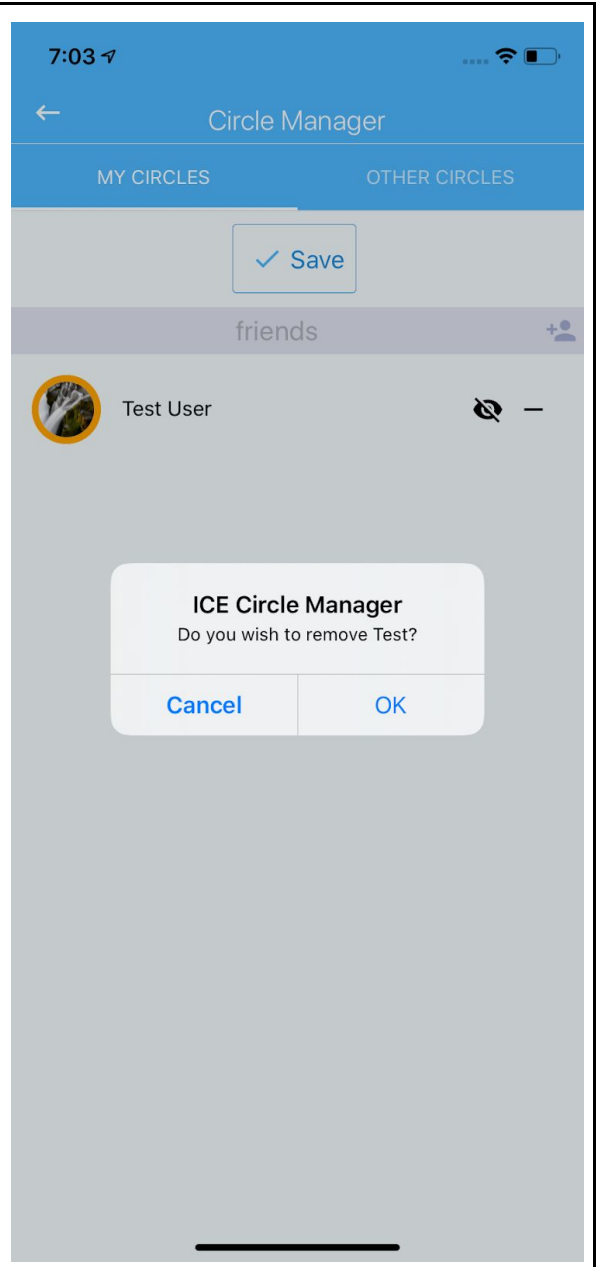 7:03
Circle Manager
MY CIRCLES OTHER CIRCLES
Save
friends
Test User
ICE Circle Manager
Do you wish to remove Test?
Cancel OK